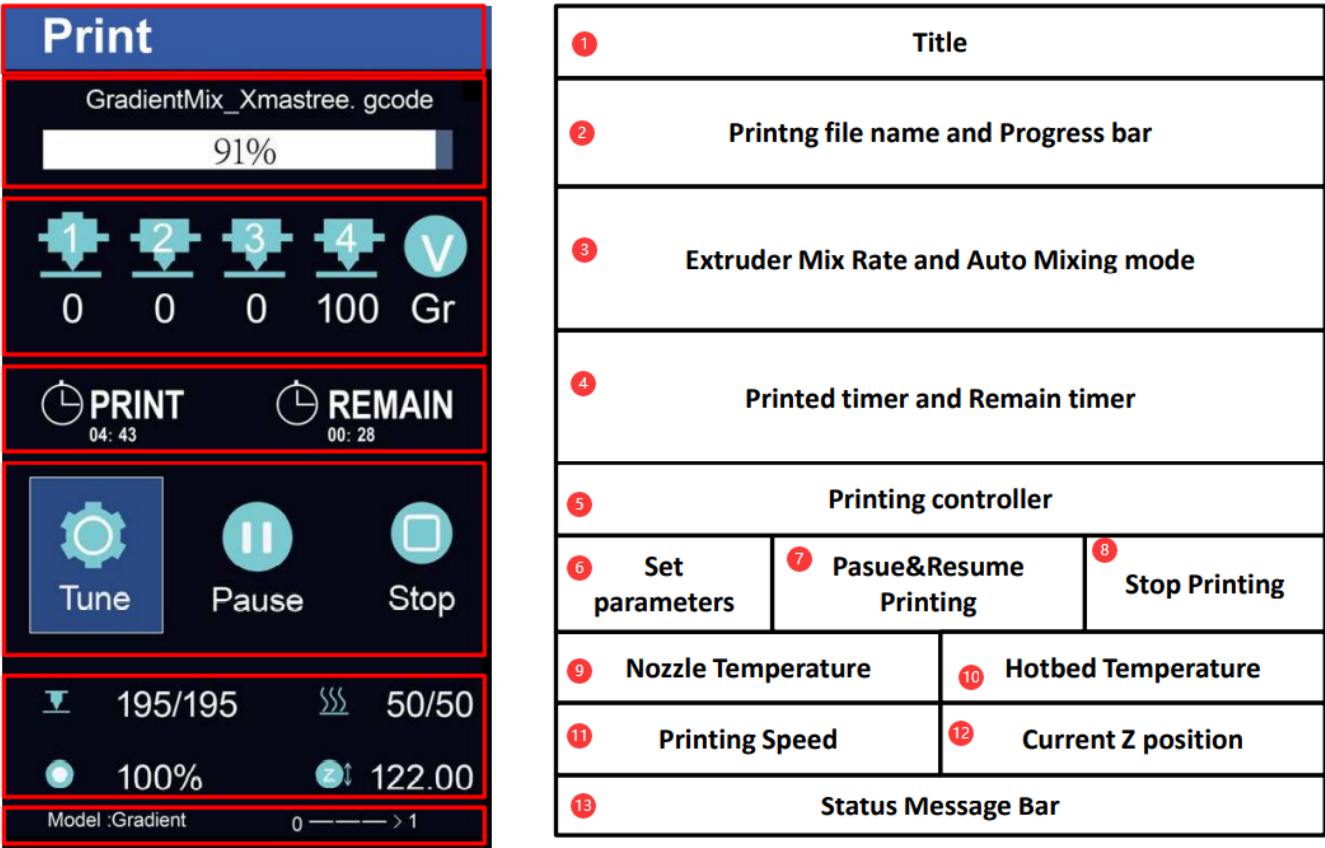 Print
GradientMix_Xmastree. gcode
91%
1 2 3 4 V
0 0 0 100 Gr
PRINT REMAIN
04: 43 00: 28
Tune Pause Stop
195/195 50/50
100% Z 122.00
Model :Gradient 0 ———> 1
1 Title
2 Printng file name and Progress bar
3 Extruder Mix Rate and Auto Mixing mode
4 Printed timer and Remain timer
5 Printing controller
6 Set
parameters
7 Pasue&Resume
Printing
8 Stop Printing
9 Nozzle Temperature
10 Hotbed Temperature
11 Printing Speed
12 Current Z position
13 Status Message Bar